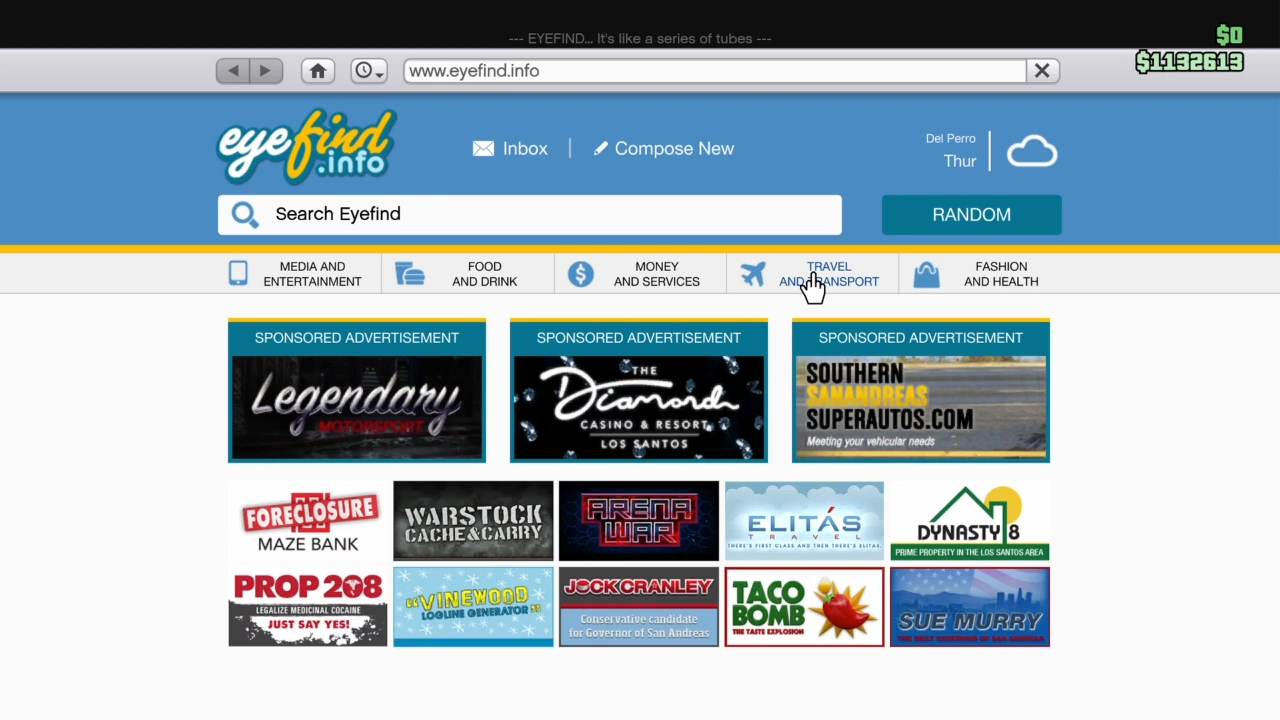 --- EYEFIND... It's like a series of tubes ---
$0
$1132613
www.eyefind.info
eyefind
.info
Inbox
Compose New
Del Perro
Thur
Search Eyefind
RANDOM
MEDIA AND
ENTERTAINMENT
FOOD
AND DRINK
MONEY
AND SERVICES
TRAVEL
AND TRANSPORT
FASHION
AND HEALTH
SPONSORED ADVERTISEMENT
Legendary
MOTORSPORT
SPONSORED ADVERTISEMENT
THE
Diamond
CASINO & RESORT
LOS SANTOS
SPONSORED ADVERTISEMENT
SOUTHERN
SANANDREAS
SUPERAUTOS.COM
Meeting your vehicular needs
FORECLOSURE
MAZE BANK
WARSTOCK
CACHE&CARRY
ARENA
WAR
ELITÁS
TRAVEL
THERE'S FIRST CLASS AND THEN THERE'S ELITAS.
DYNASTY 8
PRIME PROPERTY IN THE LOS SANTOS AREA
PROP 208
LEGALIZE MEDICINAL COCAINE
JUST SAY YES!
"VINEWOOD
LOGLINE GENERATOR"
JOCK CRANLEY
Conservative candidate
for Governor of San Andreas
TACO
BOMB
THE TASTE EXPLOSION
SUE MURRY
THE NEXT GOVERNOR OF SAN ANDREAS